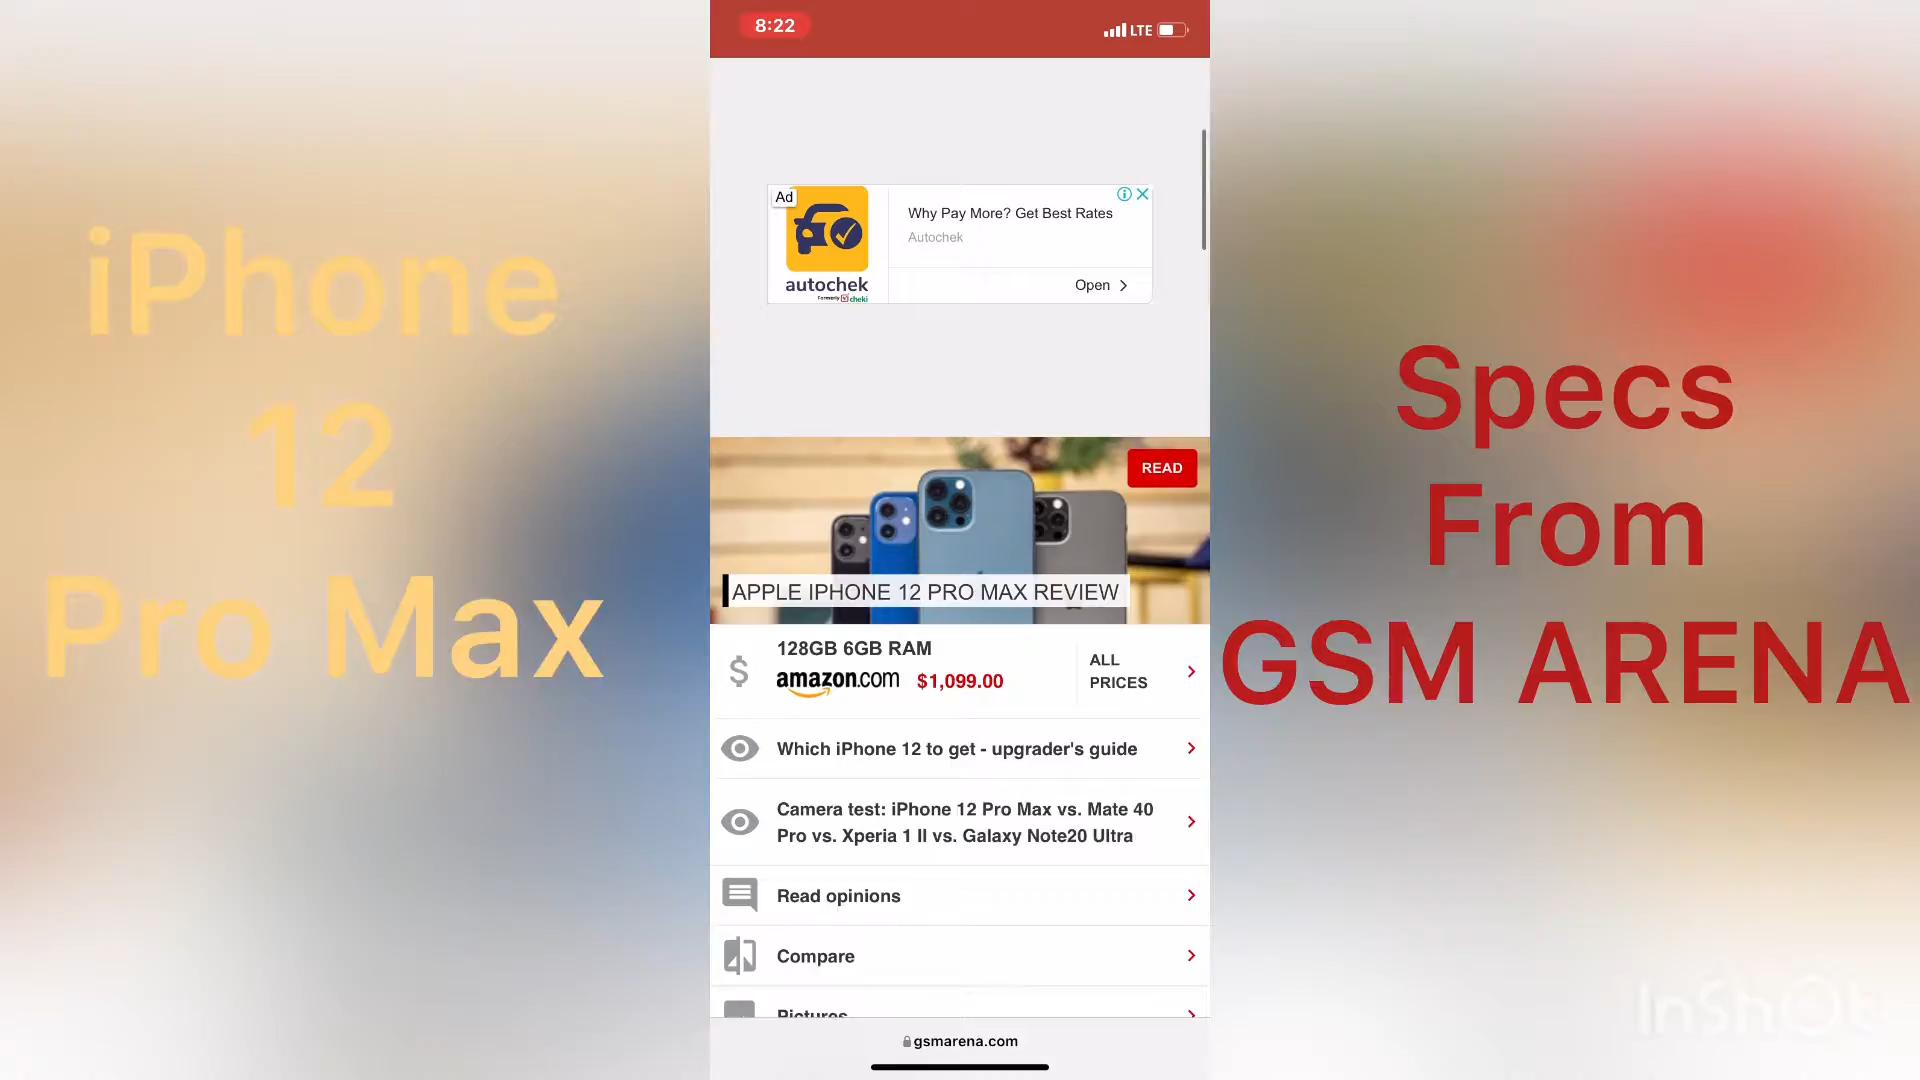 iPhone
12
Pro Max
8:22
LTE
Ad
autochek
Formerly cheki
Why Pay More? Get Best Rates
Autochek
Open
READ
APPLE IPHONE 12 PRO MAX REVIEW
128GB 6GB RAM
amazon.com $1,099.00
ALL
PRICES
Which iPhone 12 to get - upgrader's guide
Camera test: iPhone 12 Pro Max vs. Mate 40
Pro vs. Xperia 1 II vs. Galaxy Note20 Ultra
Read opinions
Compare
Pictures
gsmarena.com
Specs
From
GSM ARENA
InShOt